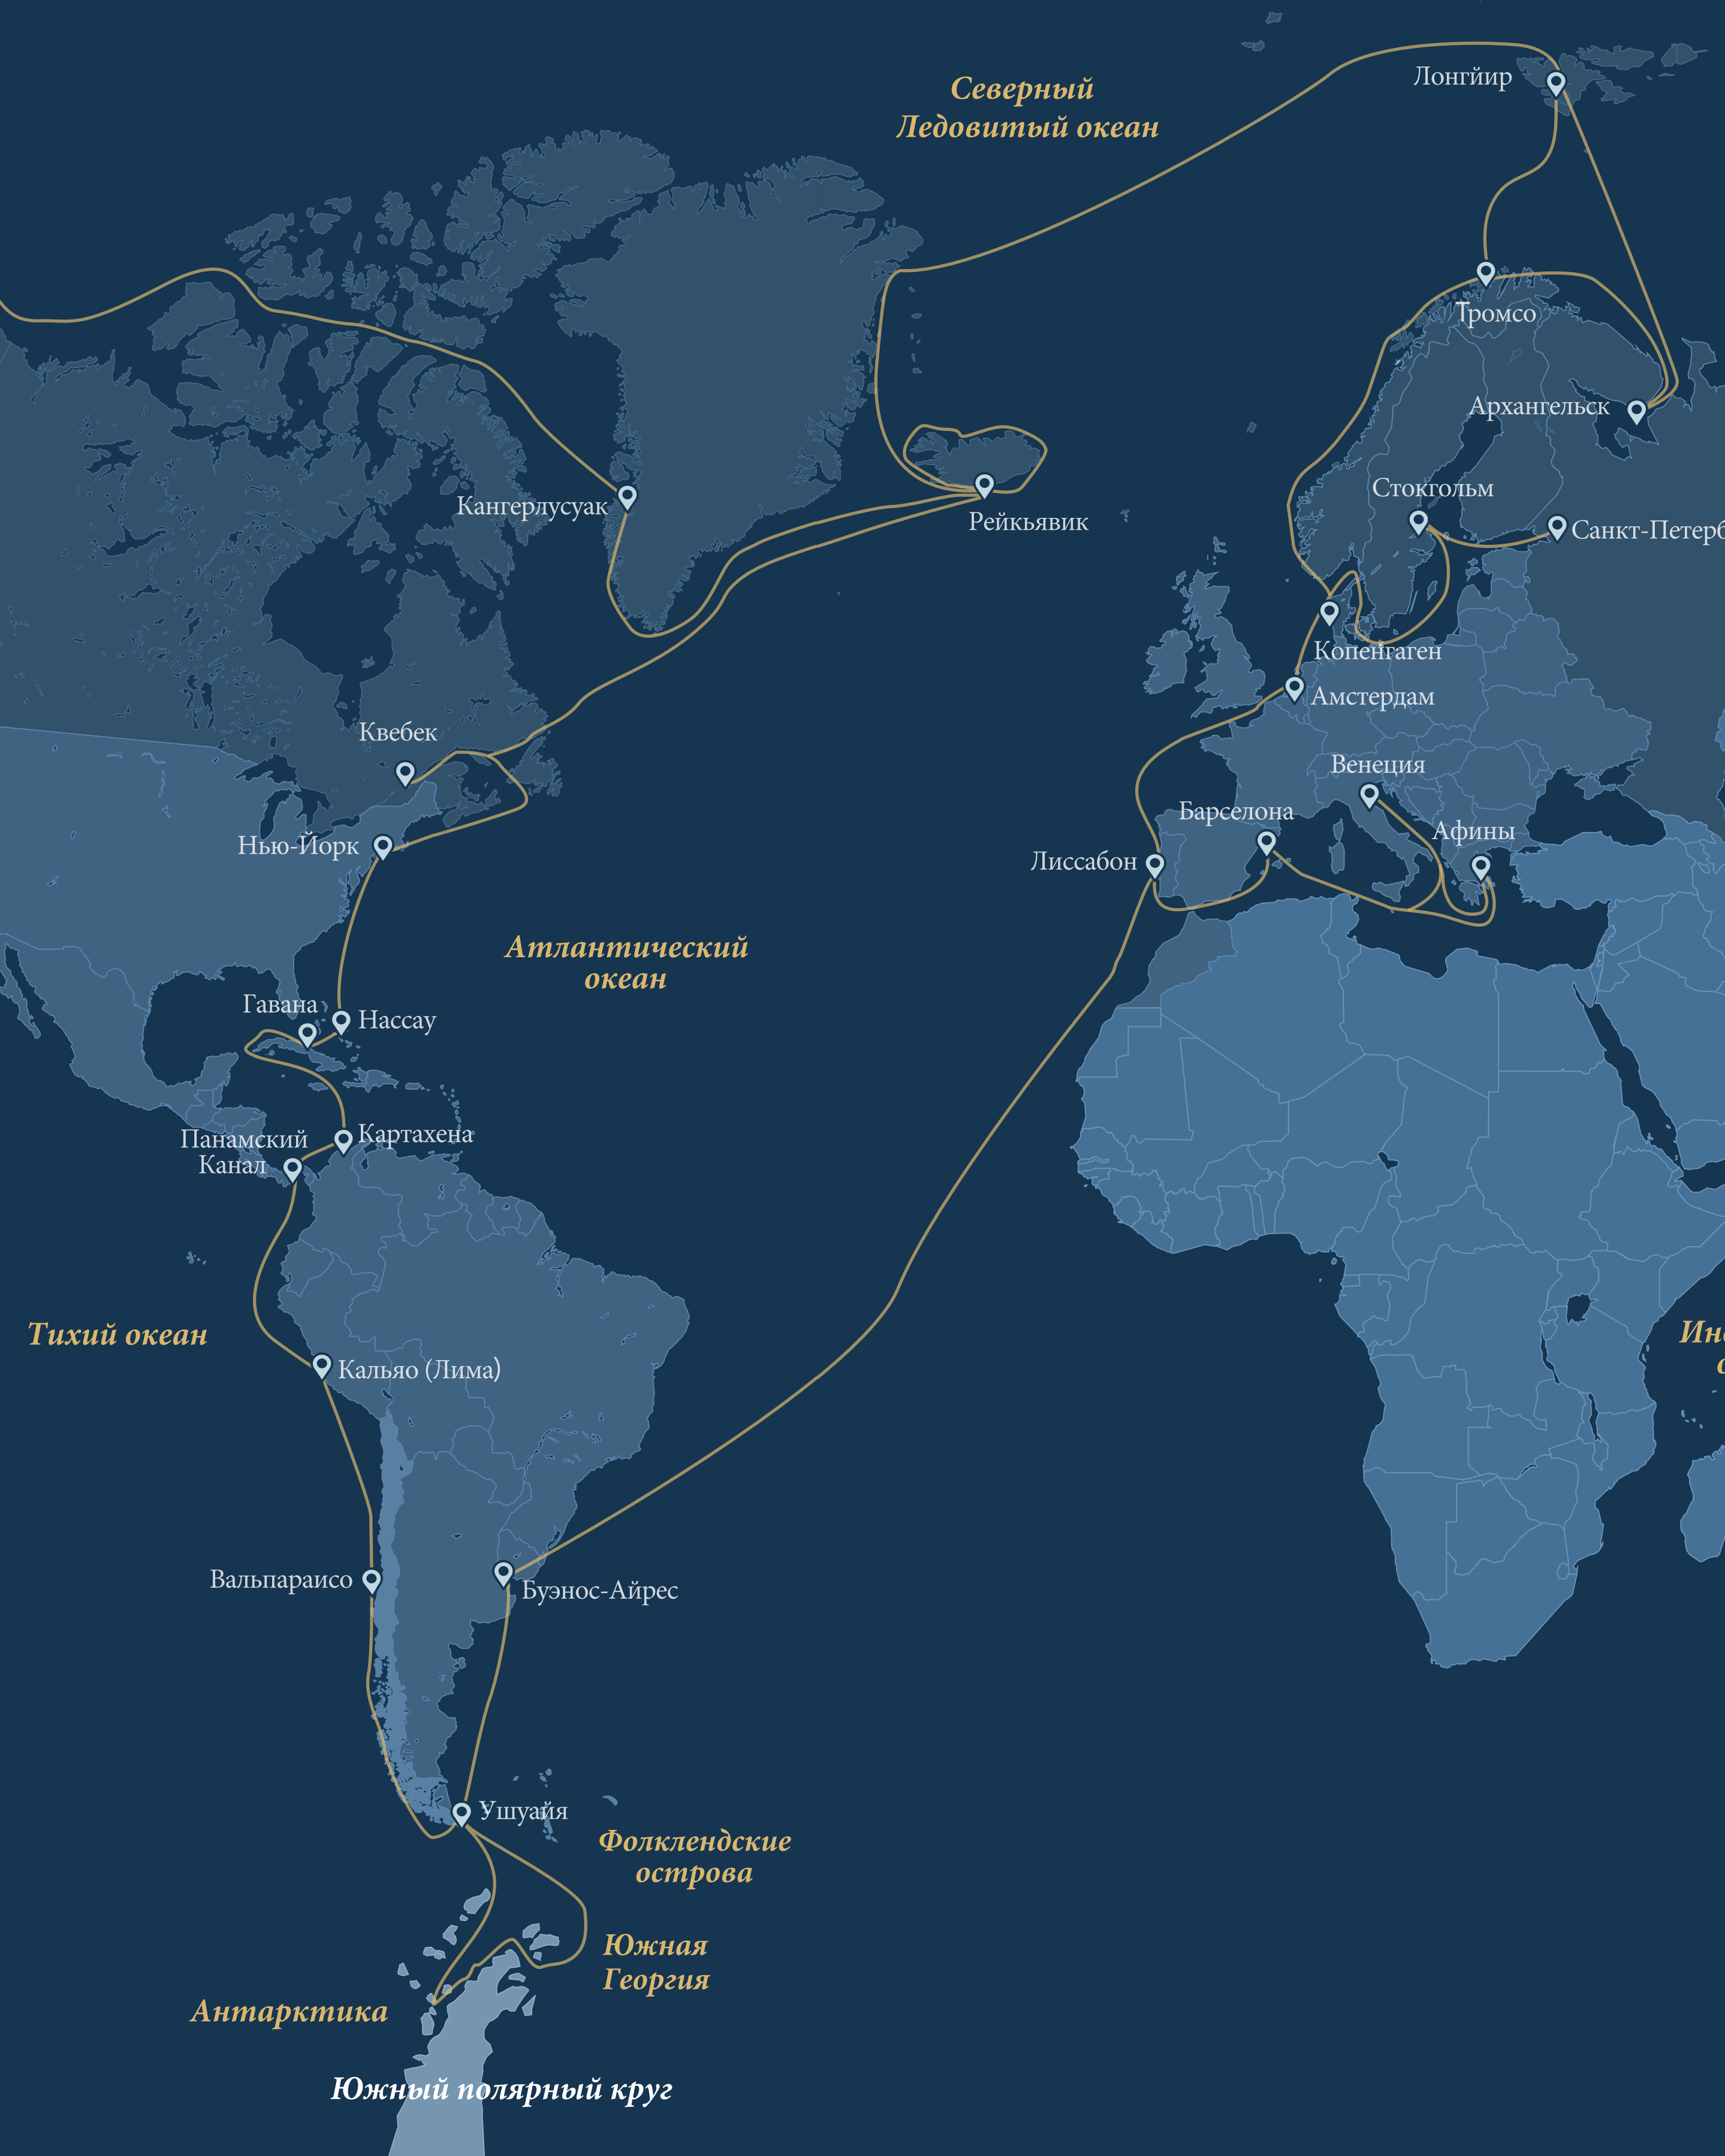 Лонгйир
Северный
Ледовитый океан
Тромсо
Архангельск
Стокгольм
Кангерлусуак
Рейкьявик
Санкт-Петерб
Копенгаген
Амстердам
Квебек
Венеция
Барселона
Афины
Нью-Йорк
Лиссабон
Атлантический
океан
Гавана
Нассау
Панамский
Канал
Картахена
Тихий океан
Ин
Кальяо (Лима)
Вальпараисо
Буэнос-Айрес
Ушуайя
Фолклендские
острова
Южная
Георгия
Антарктика
Южный полярный круг